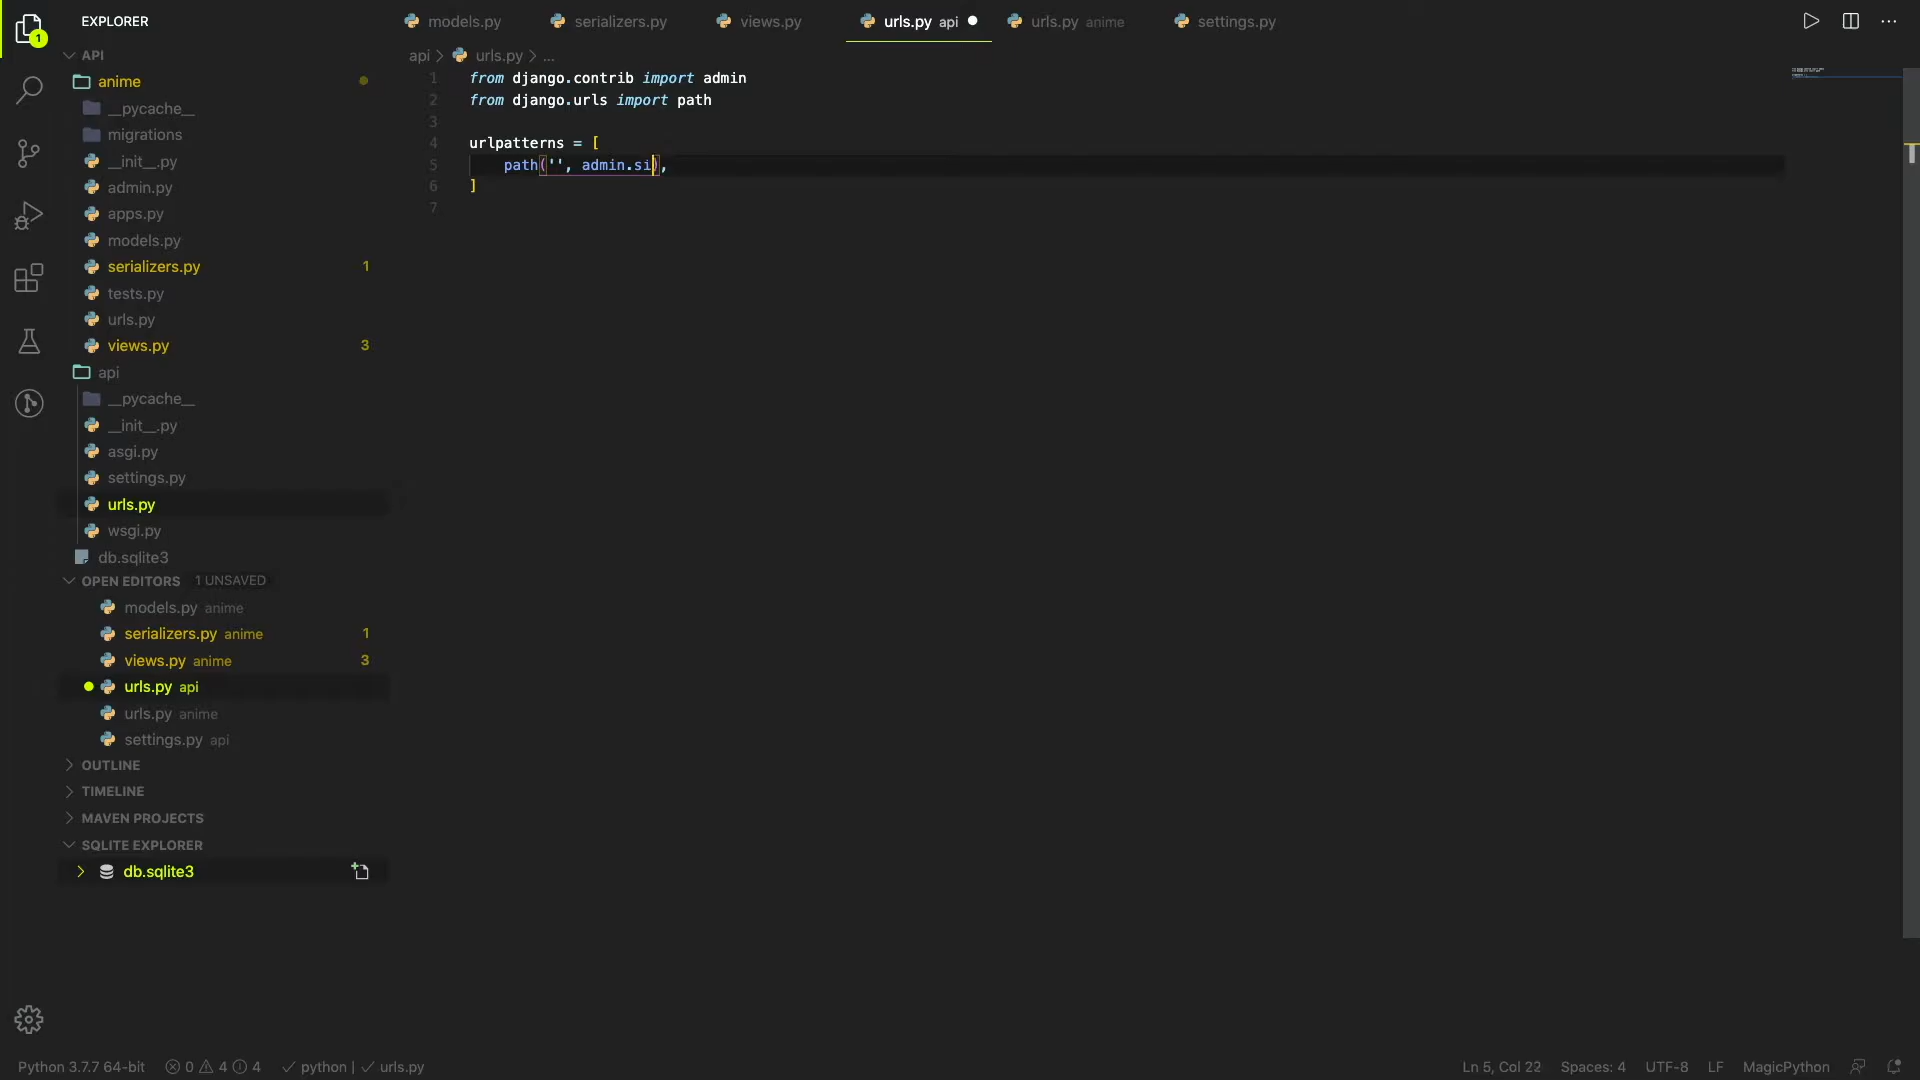 1
EXPLORER
API
anime
__pycache__
migrations
__init__.py
admin.py
apps.py
models.py
serializers.py 1
tests.py
urls.py
views.py 3
api
__pycache__
__init__.py
asgi.py
settings.py
urls.py
wsgi.py
db.sqlite3
OPEN EDITORS 1 UNSAVED
models.py anime
serializers.py anime 1
views.py anime 3
urls.py api
urls.py anime
settings.py api
OUTLINE
TIMELINE
MAVEN PROJECTS
SQLITE EXPLORER
db.sqlite3
models.py serializers.py views.py urls.py api urls.py anime settings.py
api > urls.py > ...
1 from django.contrib import admin
2 from django.urls import path
3
4 urlpatterns = [
5 path('', admin.si),
6 ]
7
Python 3.7.7 64-bit 0 4 4 python | urls.py Ln 5, Col 22 Spaces: 4 UTF-8 LF MagicPython